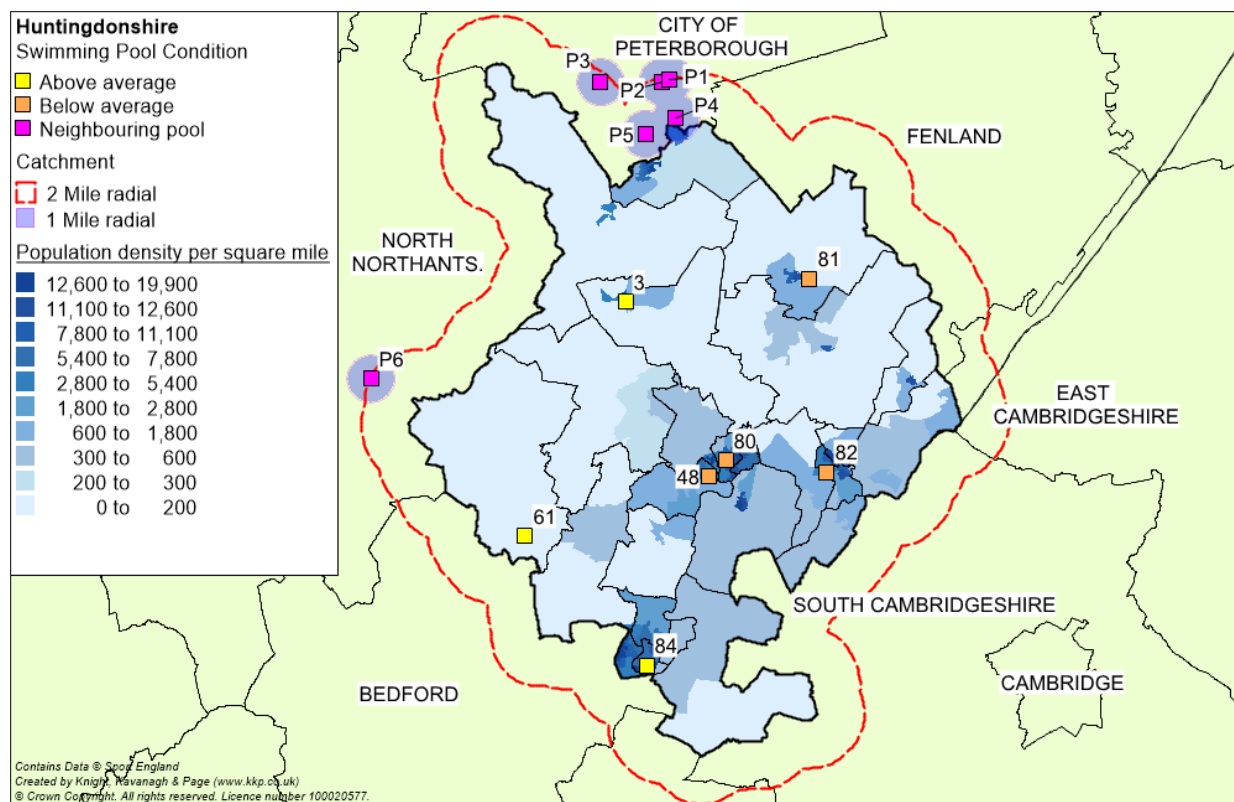 Huntingdonshire
Swimming Pool Condition
Above average
Below average
Neighbouring pool
Catchment
2 Mile radial
1 Mile radial
Population density per square mile
12,600 to 19,900
11,100 to 12,600
7,800 to 11,100
5,400 to 7,800
2,800 to 5,400
1,800 to 2,800
600 to 1,800
300 to 600
200 to 300
0 to 200
CITY OF
PETERBOROUGH
P3
P1
P2
P4
P5
FENLAND
NORTH
NORTHANTS.
81
3
P6
EAST
CAMBRIDGESHIRE
80
82
48
61
SOUTH CAMBRIDGESHIRE
84
BEDFORD
CAMBRIDGE
Contains Data © Sport England
Created by Knight, Kavanagh & Page (www.kkp.co.uk)
© Crown Copyright. All rights reserved. Licence number 100020577.